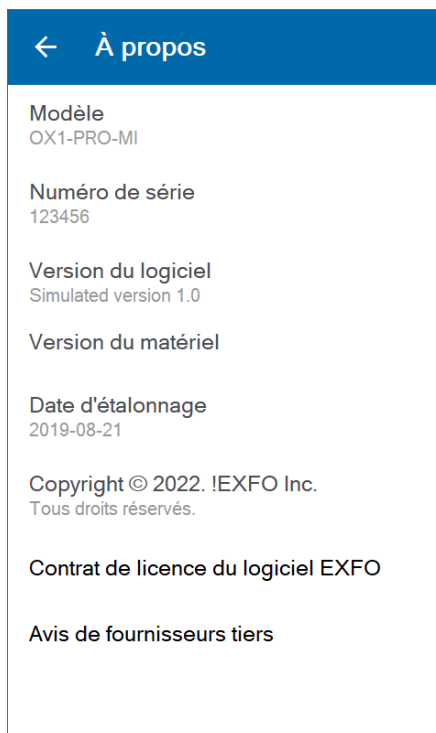 À propos
Modèle
OX1-PRO-MI
Numéro de série
123456
Version du logiciel
Simulated version 1.0
Version du matériel
Date d'étalonnage
2019-08-21
Copyright © 2022. !EXFO Inc.
Tous droits réservés.
Contrat de licence du logiciel EXFO
Avis de fournisseurs tiers